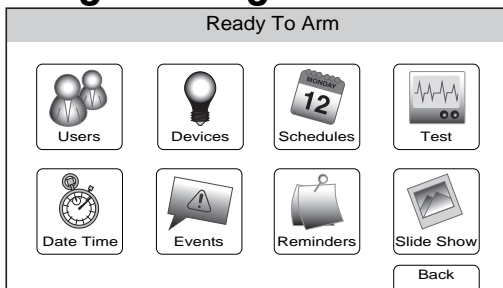 Ready To Arm
MONDAY
12
Users
Devices
Schedules
Test
Date Time
Events
Reminders
Slide Show
Back